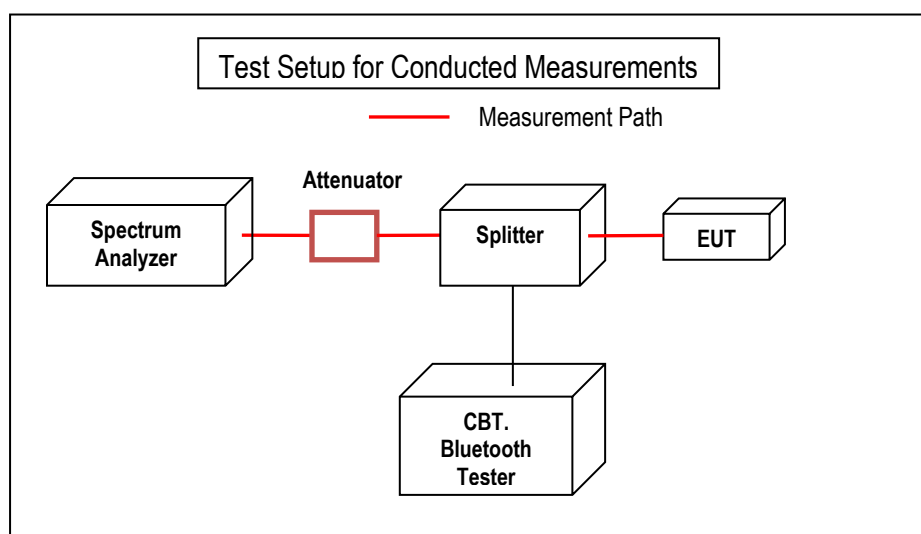 Test Setup for Conducted Measurements
Measurement Path
Attenuator
Spectrum
Analyzer
Splitter
EUT
CBT.
Bluetooth
Tester